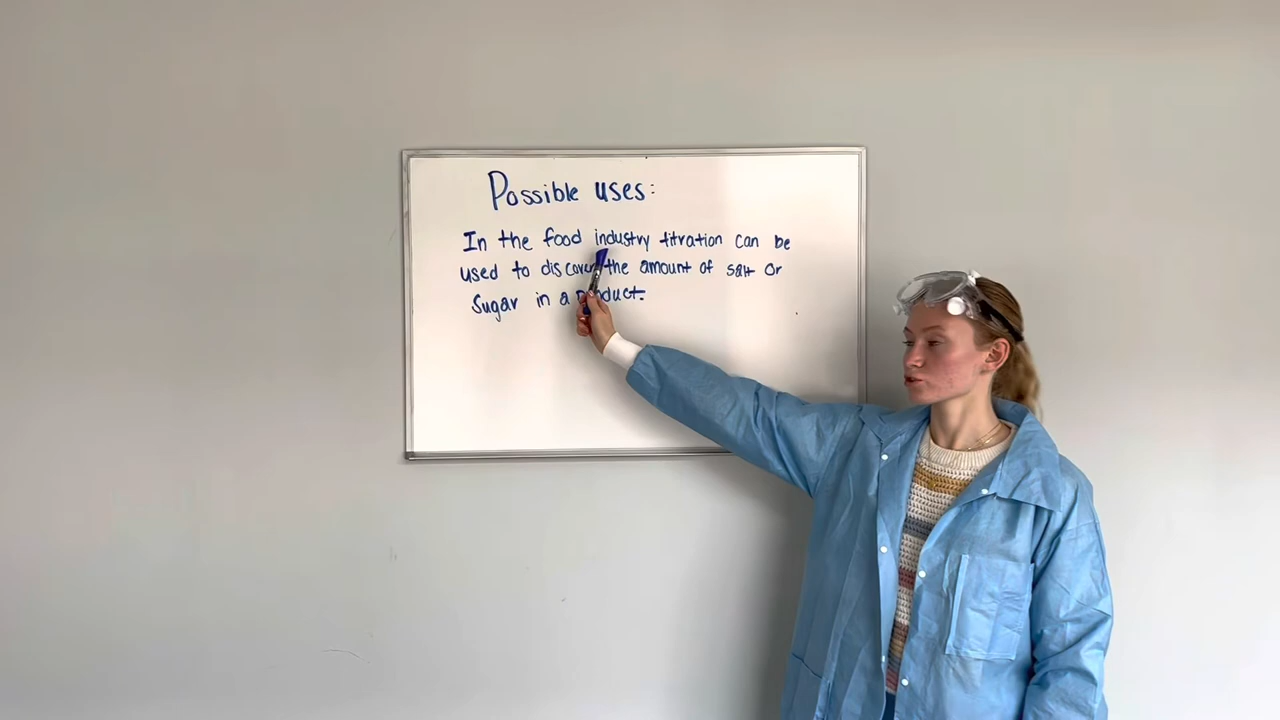 Possible uses:
In the food industry titration can be
used to discover the amount of salt or
Sugar in a product.